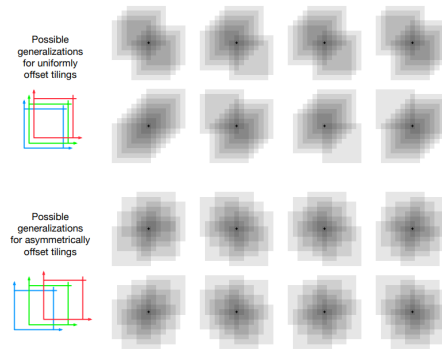 Possible
generalizations
for uniformly
offset tilings
Possible
generalizations
for asymmetrically
offset tilings